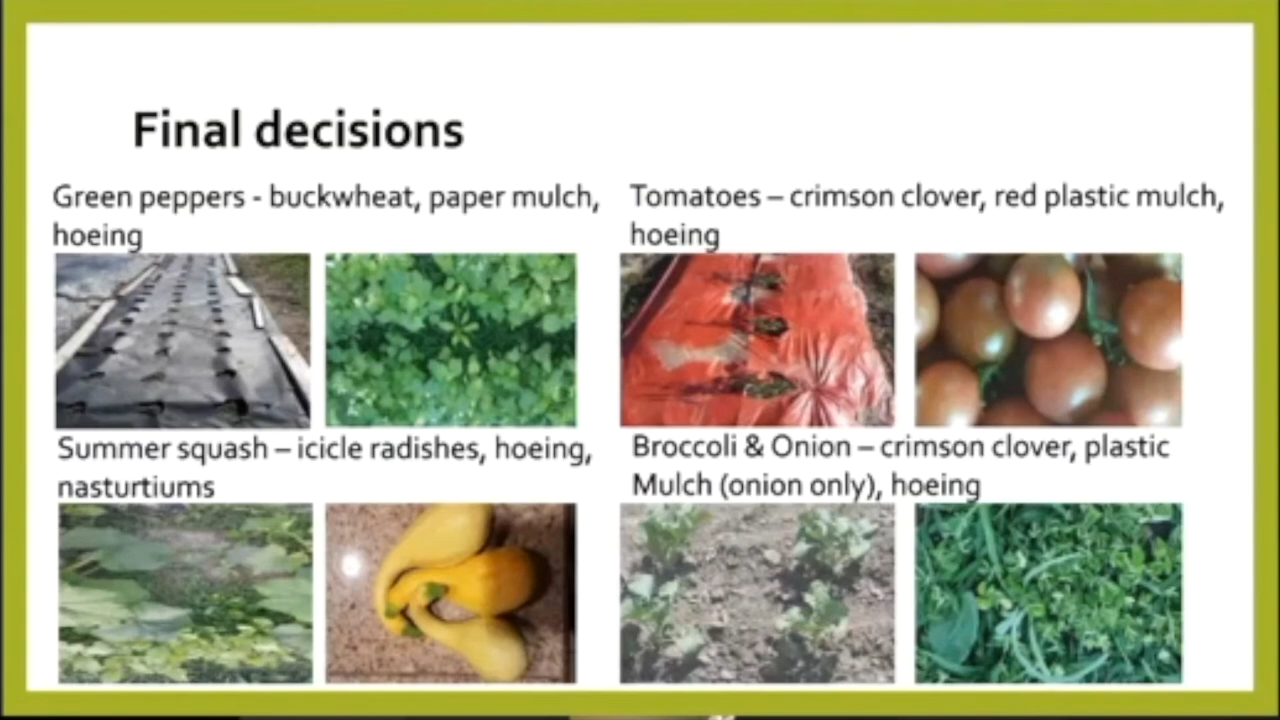 Final decisions
Green peppers - buckwheat, paper mulch,
hoeing
Tomatoes – crimson clover, red plastic mulch,
hoeing
Summer squash – icicle radishes, hoeing,
nasturtiums
Broccoli & Onion – crimson clover, plastic
Mulch (onion only), hoeing